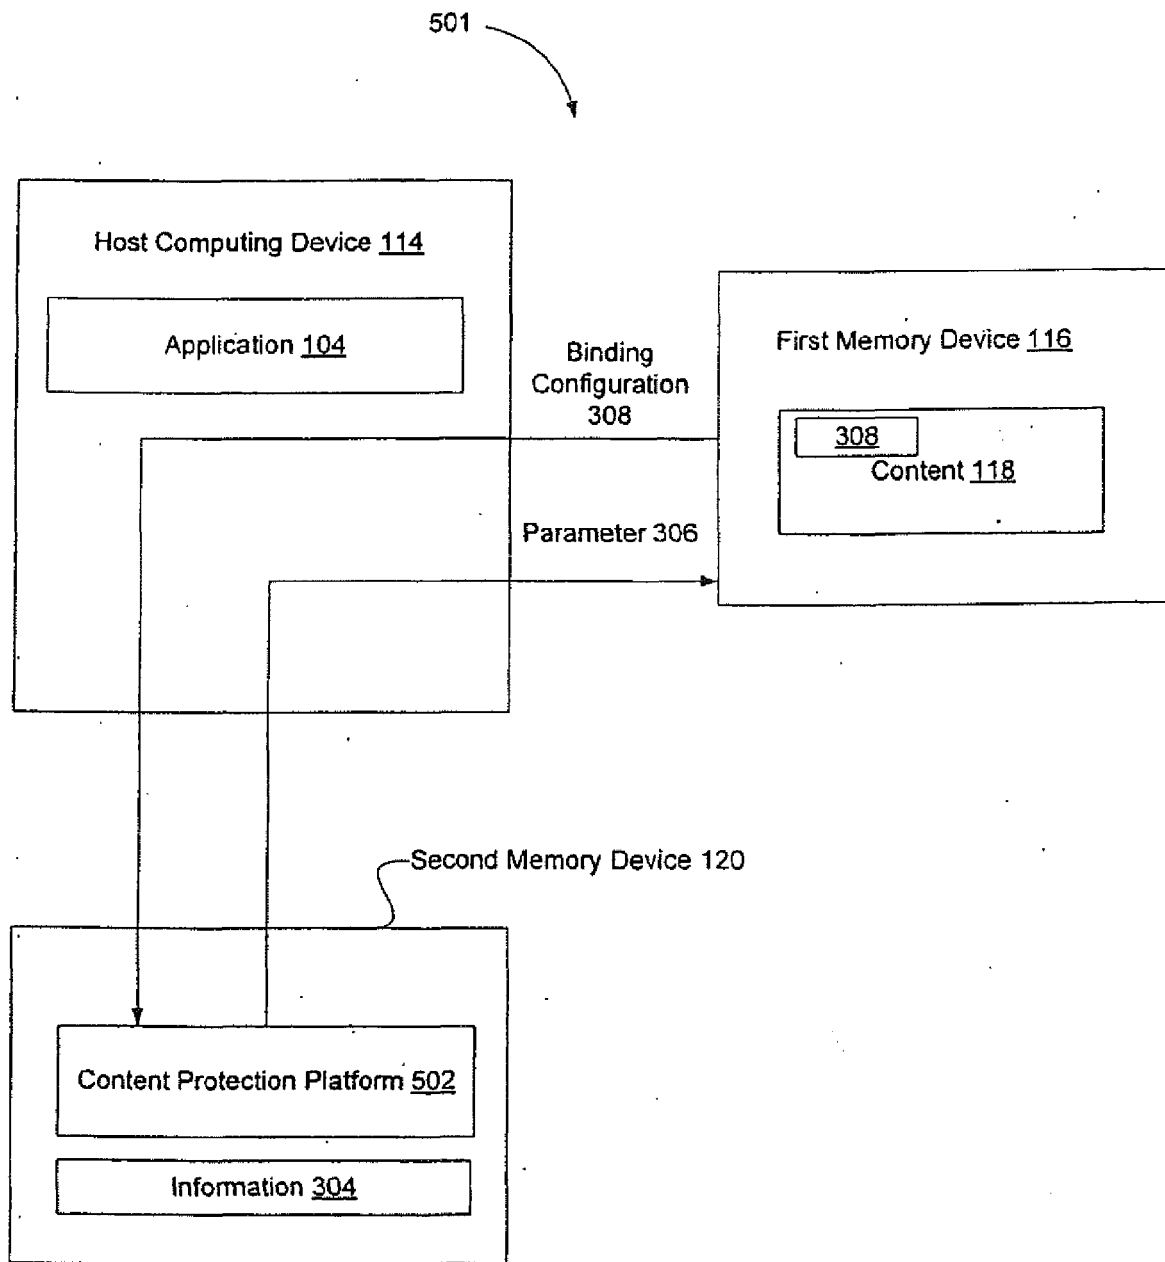 501
Host Computing Device 114
Application 104
Binding
Configuration
308
First Memory Device 116
308
Content 118
Parameter 306
Second Memory Device 120
Content Protection Platform 502
Information 304